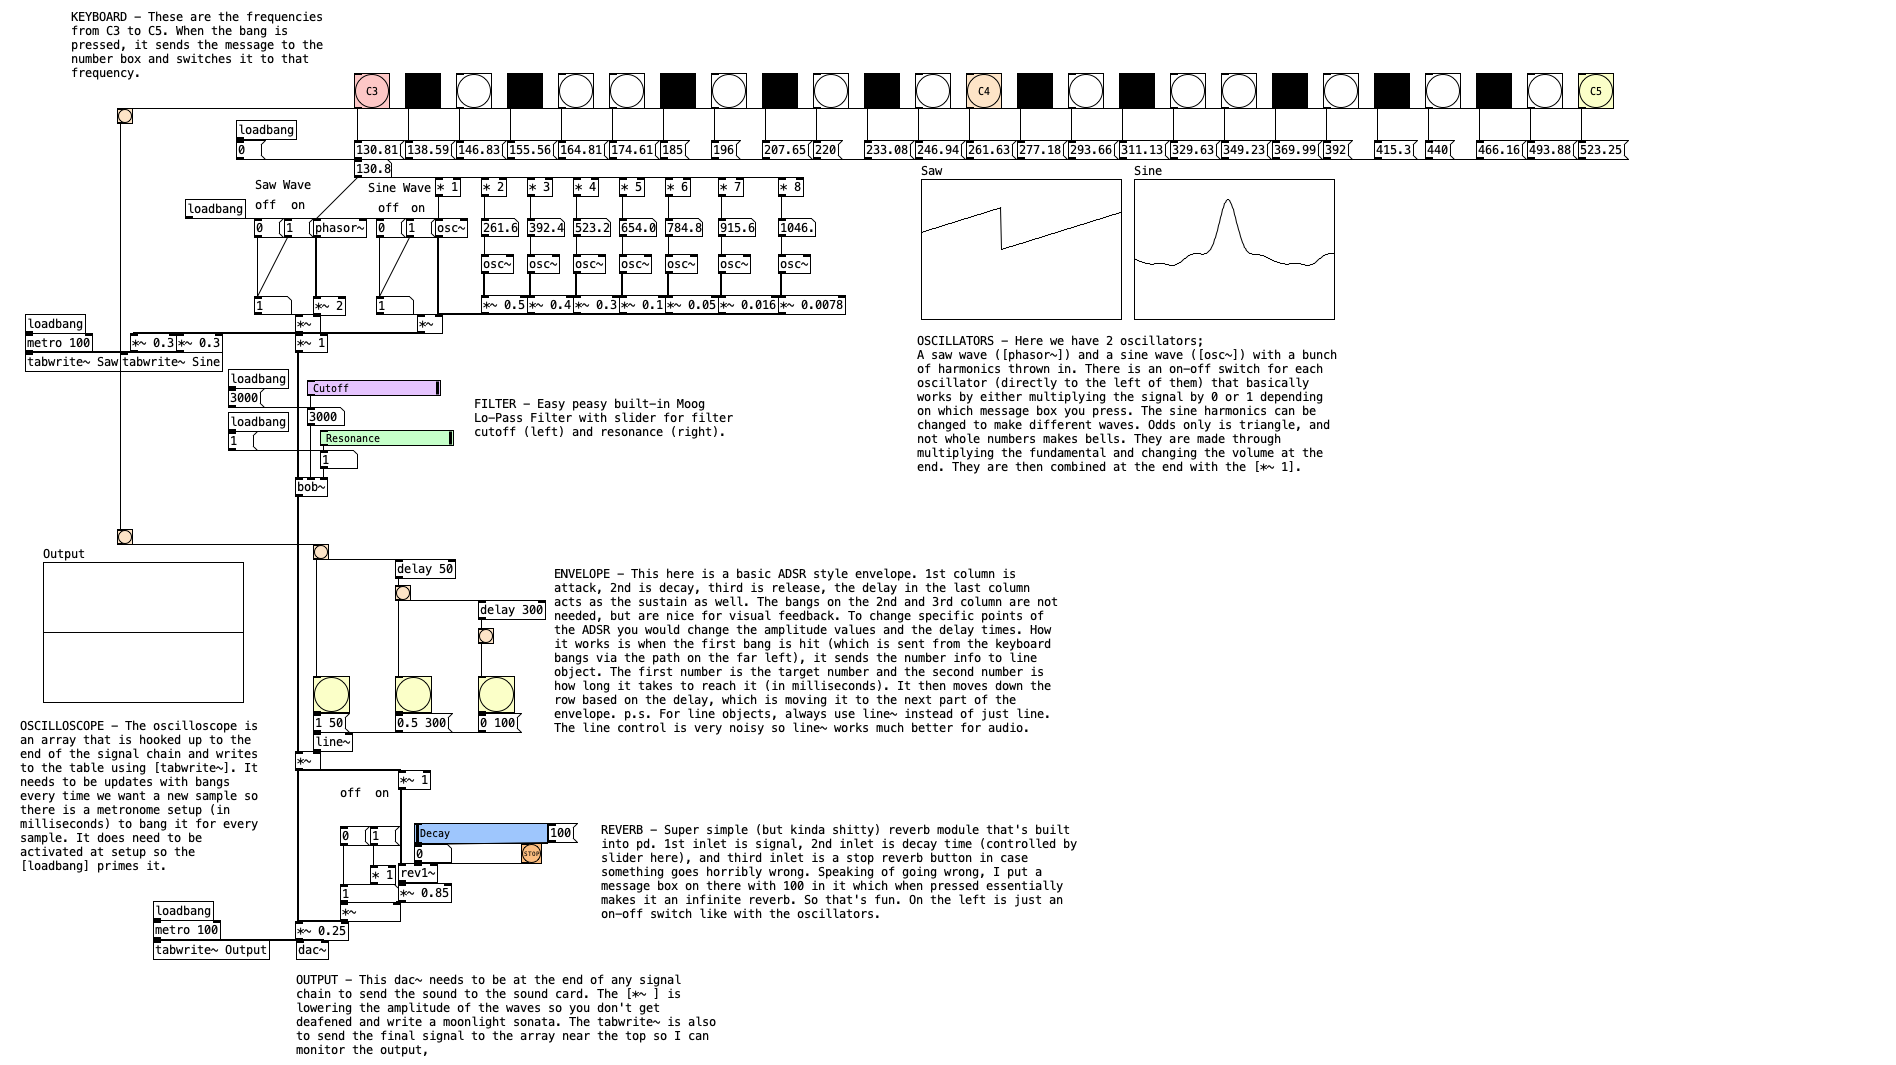 KEYBOARD - These are the frequencies
from C3 to C5. When the bang is
pressed, it sends the message to the
number box and switches it to that
frequency.
C3
C4
C5
loadbang
0
130.81 138.59 146.83 155.56 164.81 174.61 185 196 207.65 220 233.08 246.94 261.63 277.18 293.66 311.13 329.63 349.23 369.99 392 415.3 440 466.16 493.88 523.25
130.8
Saw Wave
off on
loadbang
0 1 phasor~
1
*~ 2
*~
Sine Wave
off on
0 1 osc~
1
*~
* 1 * 2 * 3 * 4 * 5 * 6 * 7 * 8
261.6 392.4 523.2 654.0 784.8 915.6 1046.
osc~ osc~ osc~ osc~ osc~ osc~ osc~
*~ 0.5 *~ 0.4 *~ 0.3 *~ 0.1 *~ 0.05 *~ 0.016 *~ 0.0078
Saw
Sine
OSCILLATORS - Here we have 2 oscillators;
A saw wave ([phasor~]) and a sine wave ([osc~]) with a bunch
of harmonics thrown in. There is an on-off switch for each
oscillator (directly to the left of them) that basically
works by either multiplying the signal by 0 or 1 depending
on which message box you press. The sine harmonics can be
changed to make different waves. Odds only is triangle, and
not whole numbers makes bells. They are made through
multiplying the fundamental and changing the volume at the
end. They are then combined at the end with the [*~ 1].
loadbang
metro 100
*~ 0.3 *~ 0.3
*~ 1
tabwrite~ Saw tabwrite~ Sine
loadbang
3000
Cutoff
3000
loadbang
1
Resonance
1
bob~
FILTER - Easy peasy built-in Moog
Lo-Pass Filter with slider for filter
cutoff (left) and resonance (right).
Output
OSCILLOSCOPE - The oscilloscope is
an array that is hooked up to the
end of the signal chain and writes
to the table using [tabwrite~]. It
needs to be updates with bangs
every time we want a new sample so
there is a metronome setup (in
milliseconds) to bang it for every
sample. It does need to be
activated at setup so the
[loadbang] primes it.
delay 50
delay 300
1 50
0.5 300
0 100
line~
*~
ENVELOPE - This here is a basic ADSR style envelope. 1st column is
attack, 2nd is decay, third is release, the delay in the last column
acts as the sustain as well. The bangs on the 2nd and 3rd column are not
needed, but are nice for visual feedback. To change specific points of
the ADSR you would change the amplitude values and the delay times. How
it works is when the first bang is hit (which is sent from the keyboard
bangs via the path on the far left), it sends the number info to line
object. The first number is the target number and the second number is
how long it takes to reach it (in milliseconds). It then moves down the
row based on the delay, which is moving it to the next part of the
envelope. p.s. For line objects, always use line~ instead of just line.
The line control is very noisy so line~ works much better for audio.
*~ 1
off on
0 1
Decay
100
0
STOP
* 1
rev1~
1
*~ 0.85
*~
REVERB - Super simple (but kinda shitty) reverb module that's built
into pd. 1st inlet is signal, 2nd inlet is decay time (controlled by
slider here), and third inlet is a stop reverb button in case
something goes horribly wrong. Speaking of going wrong, I put a
message box on there with 100 in it which when pressed essentially
makes it an infinite reverb. So that's fun. On the left is just an
on-off switch like with the oscillators.
loadbang
metro 100
*~ 0.25
tabwrite~ Output
dac~
OUTPUT - This dac~ needs to be at the end of any signal
chain to send the sound to the sound card. The [*~ ] is
lowering the amplitude of the waves so you don't get
deafened and write a moonlight sonata. The tabwrite~ is also
to send the final signal to the array near the top so I can
monitor the output,